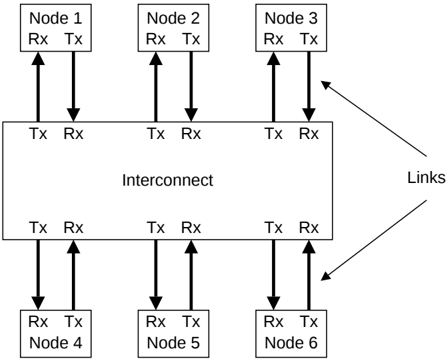 Node 1 Node 2 Node 3
Rx Tx Rx Tx Rx Tx
Tx Rx Tx Rx Tx Rx
Interconnect
Links
Tx Rx Tx Rx Tx Rx
Rx Tx Rx Tx Rx Tx
Node 4 Node 5 Node 6